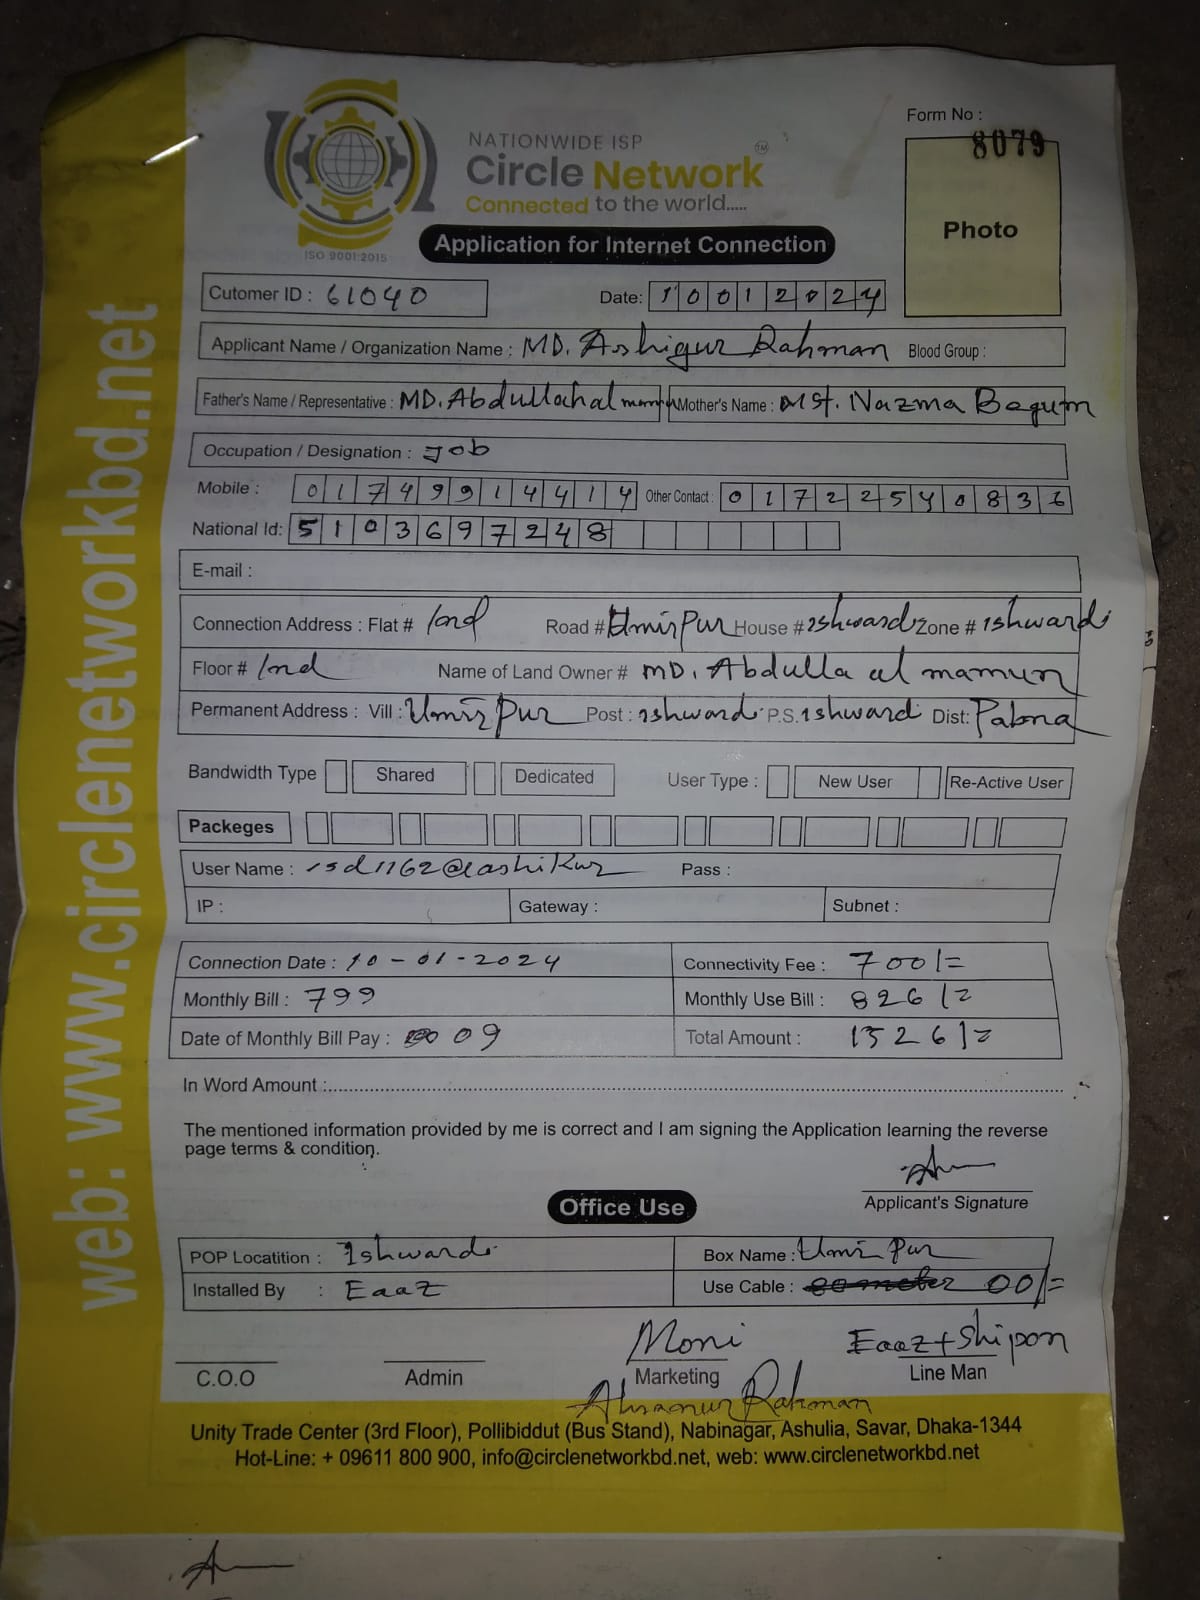 Form No :
8079
NATIONWIDE ISP
Circle Network TM
Connected to the world.....
ISO 9001:2015
Photo
Application for Internet Connection
Cutomer ID : 61040 Date: 10012024
Applicant Name / Organization Name : MD. Ashiqur Rahman Blood Group :
Father's Name / Representative : MD. Abdullahal mamun Mother's Name : Mst. Nazma Begum
Occupation / Designation : Job
Mobile : 01749914414 Other Contact : 01722540836
National Id: 5103697248
E-mail :
Connection Address : Flat # Road # Umirpur House # Ishwardi Zone # Ishwardi
Floor # Name of Land Owner # MD. Abdulla al mamun
Permanent Address : Vill : Umirpur Post : Ishwardi P.S. Ishwardi Dist: Pabna
Bandwidth Type Shared Dedicated User Type : New User Re-Active User
Packeges
User Name : isd1162@ashikur Pass :
IP : Gateway : Subnet :
Connection Date : 10-01-2024 Connectivity Fee : 700/=
Monthly Bill : 799 Monthly Use Bill : 826/=
Date of Monthly Bill Pay : 09 Total Amount : 1526/=
In Word Amount :
The mentioned information provided by me is correct and I am signing the Application learning the reverse
page terms & condition.
Applicant's Signature
Office Use
POP Locatition : Ishwardi Box Name : Umirpur
Installed By : Eaaz Use Cable : 00/=
Moni Eaaz+Shipon
C.O.O Admin Marketing Line Man
Rahman
Unity Trade Center (3rd Floor), Pollibiddut (Bus Stand), Nabinagar, Ashulia, Savar, Dhaka-1344
Hot-Line: + 09611 800 900, info@circlenetworkbd.net, web: www.circlenetworkbd.net
web: www.circlenetworkbd.net